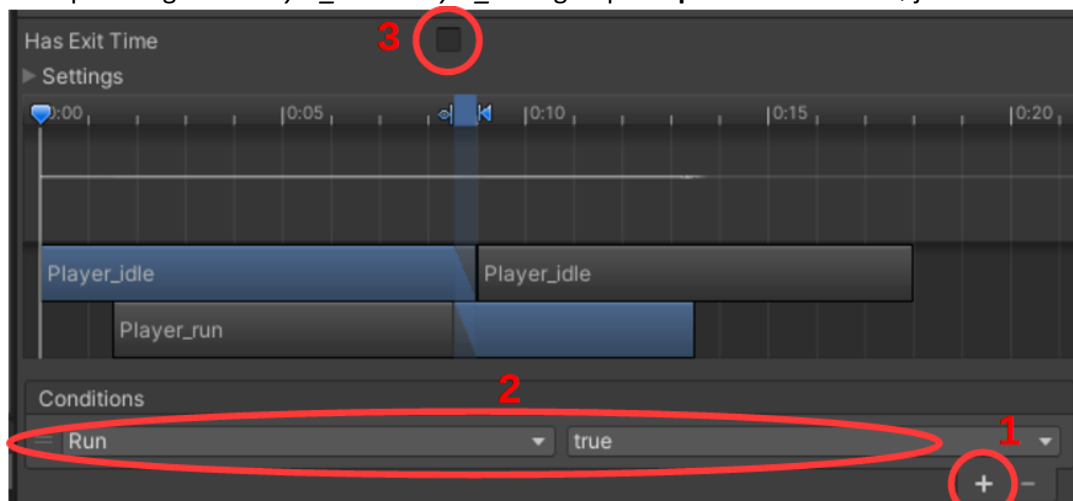 Has Exit Time 3
Settings
0:00 0:05 0:10 0:15 0:20
Player_idle Player_idle
Player_run
Conditions 2
Run true 1
+ -